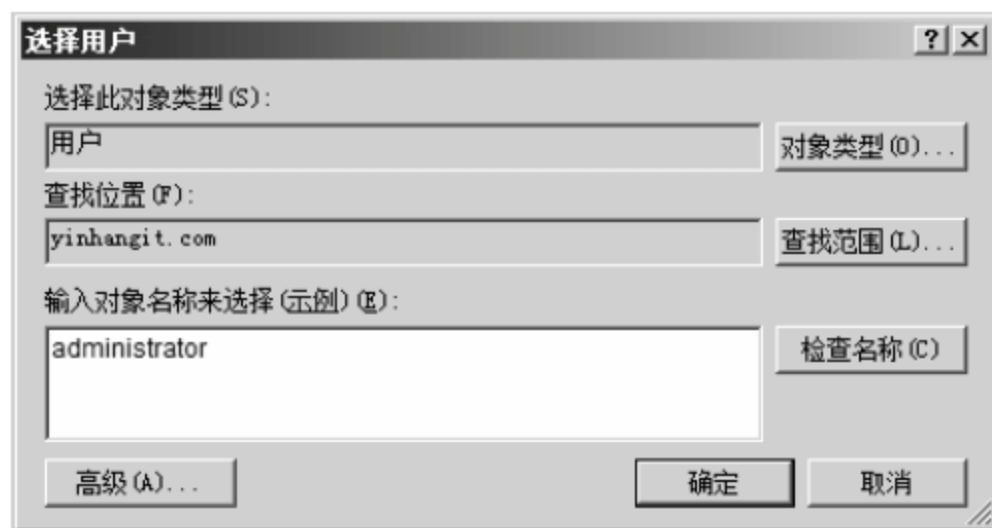 选择用户
选择此对象类型(S):
用户
对象类型(O)...
查找位置(F):
yinhangit.com
查找范围(L)...
输入对象名称来选择(示例)(E):
administrator
检查名称(C)
高级(A)...
确定
取消